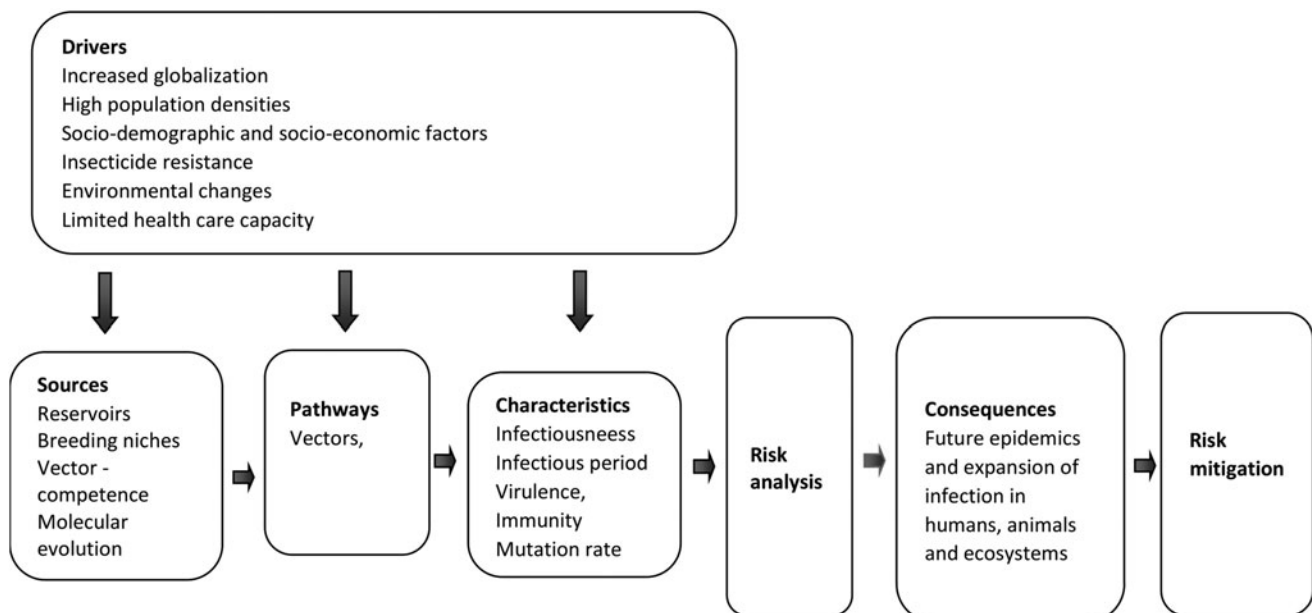 Drivers
Increased globalization
High population densities
Socio-demographic and socio-economic factors
Insecticide resistance
Environmental changes
Limited health care capacity
Sources
Reservoirs
Breeding niches
Vector -
competence
Molecular
evolution
Pathways
Vectors,
Characteristics
Infectiousneess
Infectious period
Virulence,
Immunity
Mutation rate
Risk
analysis
Consequences
Future epidemics
and expansion of
infection in
humans, animals
and ecosystems
Risk
mitigation